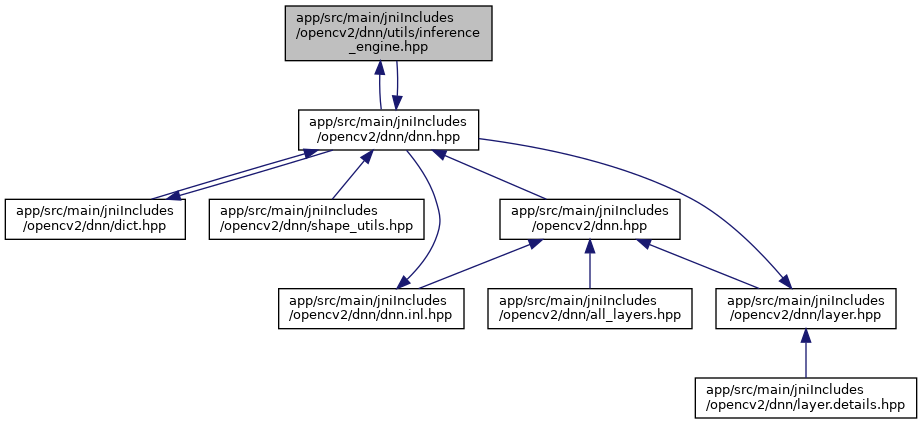 app/src/main/jniIncludes
/opencv2/dnn/utils/inference
_engine.hpp
app/src/main/jniIncludes
/opencv2/dnn/dnn.hpp
app/src/main/jniIncludes
/opencv2/dnn/dict.hpp
app/src/main/jniIncludes
/opencv2/dnn/shape_utils.hpp
app/src/main/jniIncludes
/opencv2/dnn.hpp
app/src/main/jniIncludes
/opencv2/dnn/dnn.inl.hpp
app/src/main/jniIncludes
/opencv2/dnn/all_layers.hpp
app/src/main/jniIncludes
/opencv2/dnn/layer.hpp
app/src/main/jniIncludes
/opencv2/dnn/layer.details.hpp